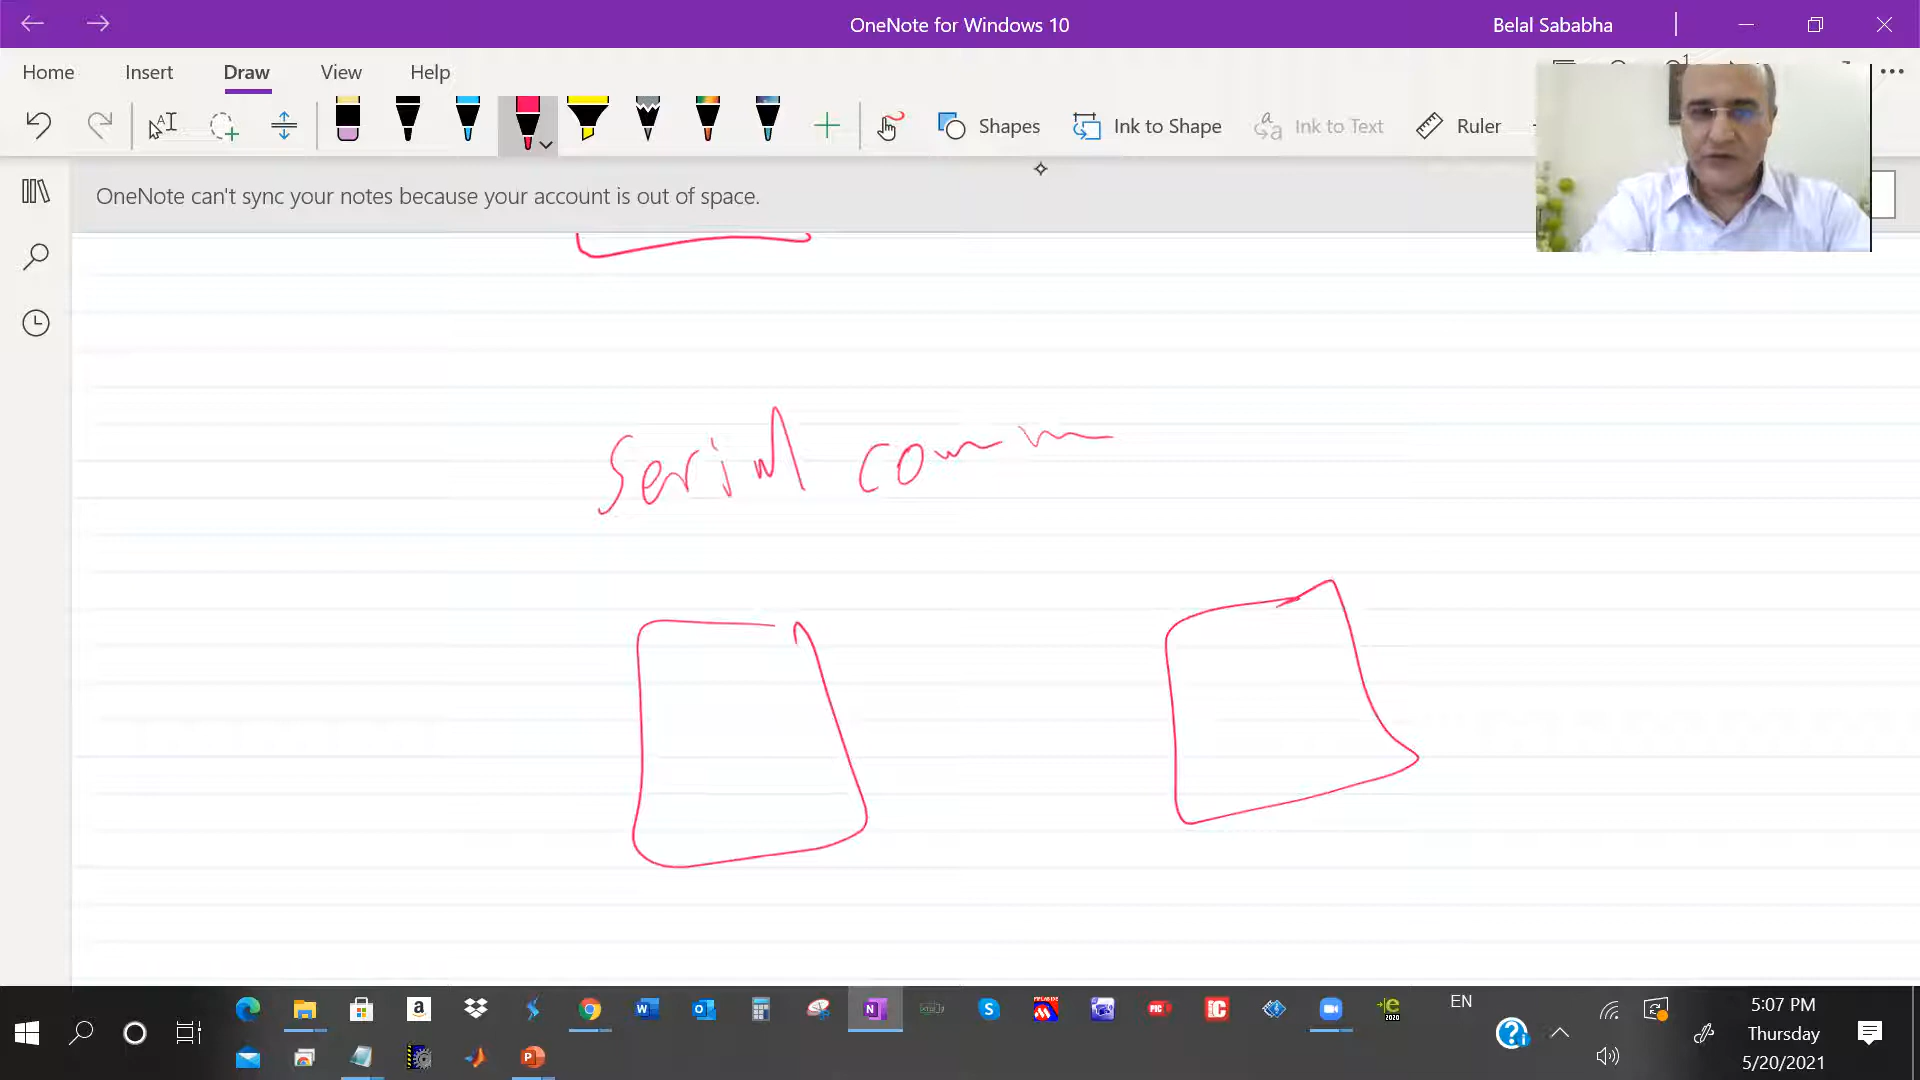 OneNote for Windows 10
Belal Sababha
Home Insert Draw View Help
Shapes Ink to Shape Ink to Text Ruler
OneNote can't sync your notes because your account is out of space.
Serial comm
EN
5:07 PM
Thursday
5/20/2021